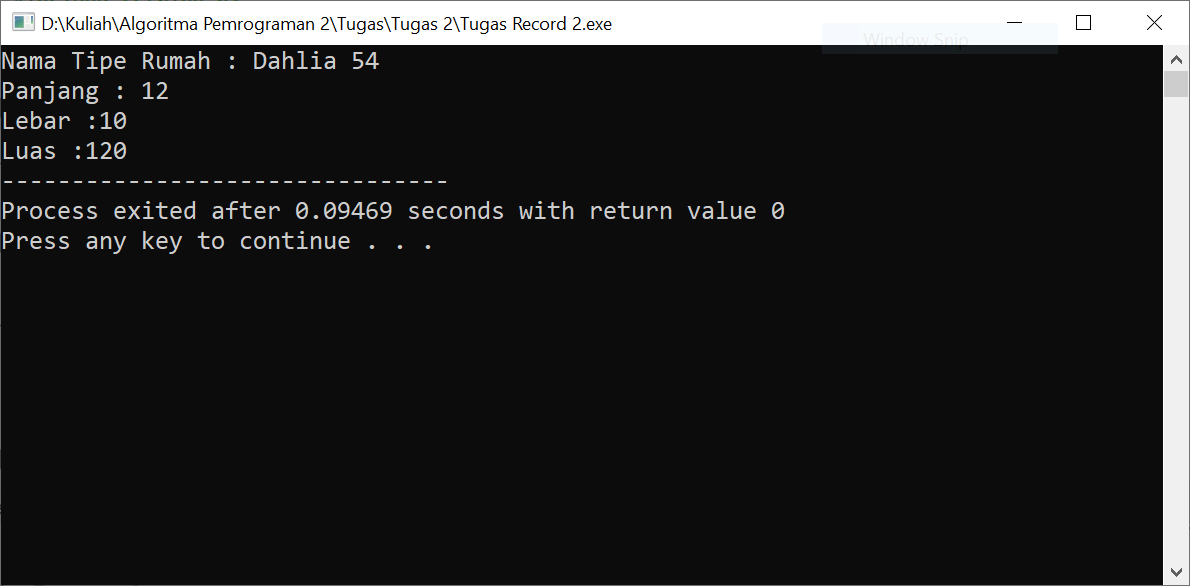 D:\Kuliah\Algoritma Pemrograman 2\Tugas\Tugas 2\Tugas Record 2.exe
Window Snip
Nama Tipe Rumah : Dahlia 54
Panjang : 12
Lebar :10
Luas :120
--------------------------------
Process exited after 0.09469 seconds with return value 0
Press any key to continue . . .